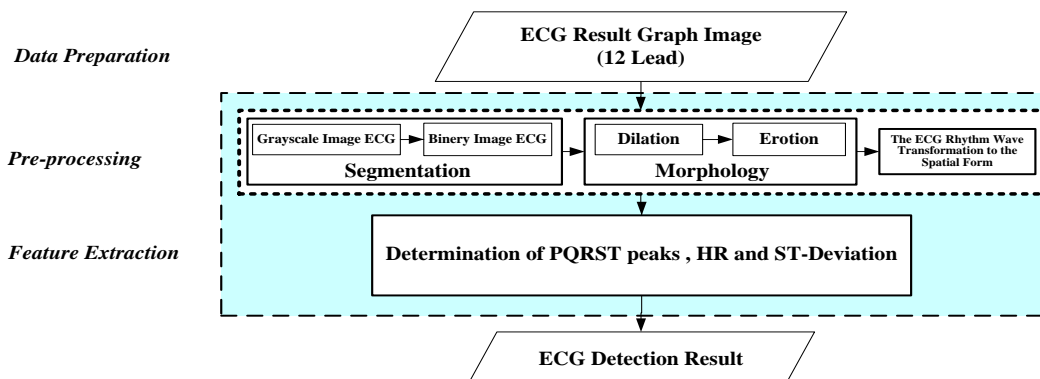 Data Preparation
ECG Result Graph Image
(12 Lead)
Pre-processing
Grayscale Image ECG
Binery Image ECG
Segmentation
Dilation
Erotion
Morphology
The ECG Rhythm Wave
Transformation to the
Spatial Form
Feature Extraction
Determination of PQRST peaks , HR and ST-Deviation
ECG Detection Result